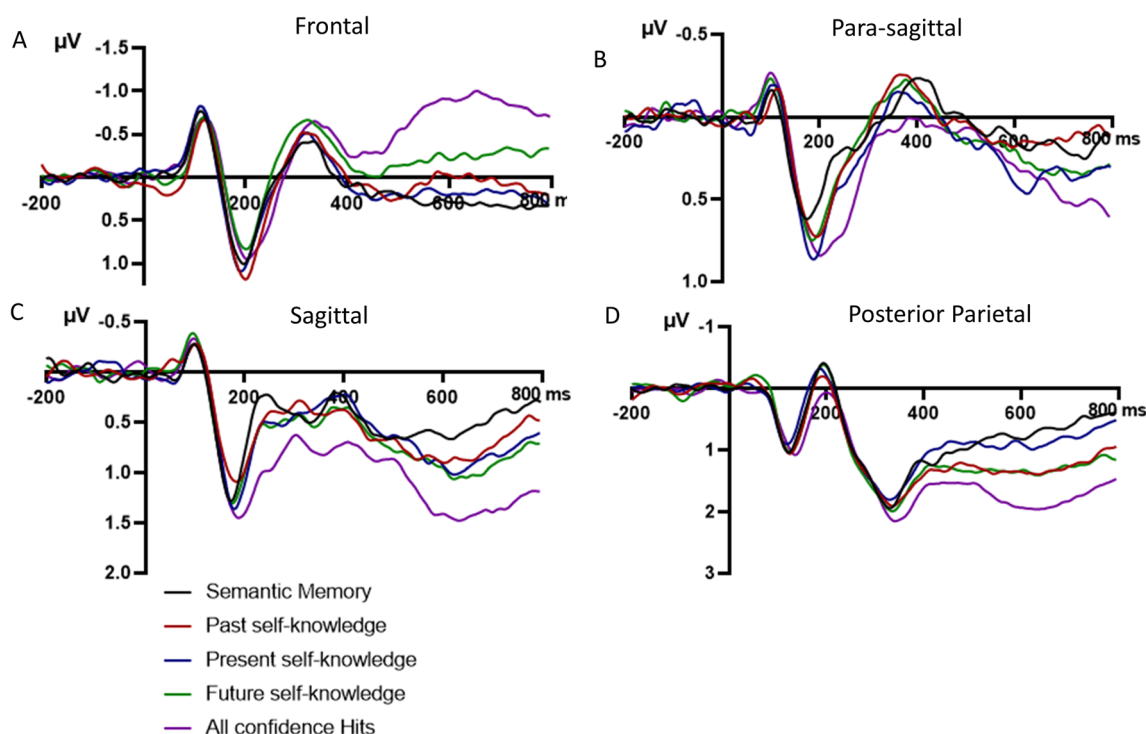 A
Frontal
µV
-1.5
-1.0
-0.5
0.5
1.0
-200
200
400
600
800 m
B
Para-sagittal
µV
-0.5
0.5
1.0
-200
200
400
600
800 ms
C
Sagittal
µV
-0.5
0.5
1.0
1.5
2.0
-200
200
400
600
800 ms
D
Posterior Parietal
µV
-1
1
2
3
-200
200
400
600
800 ms
Semantic Memory
Past self-knowledge
Present self-knowledge
Future self-knowledge
All confidence Hits